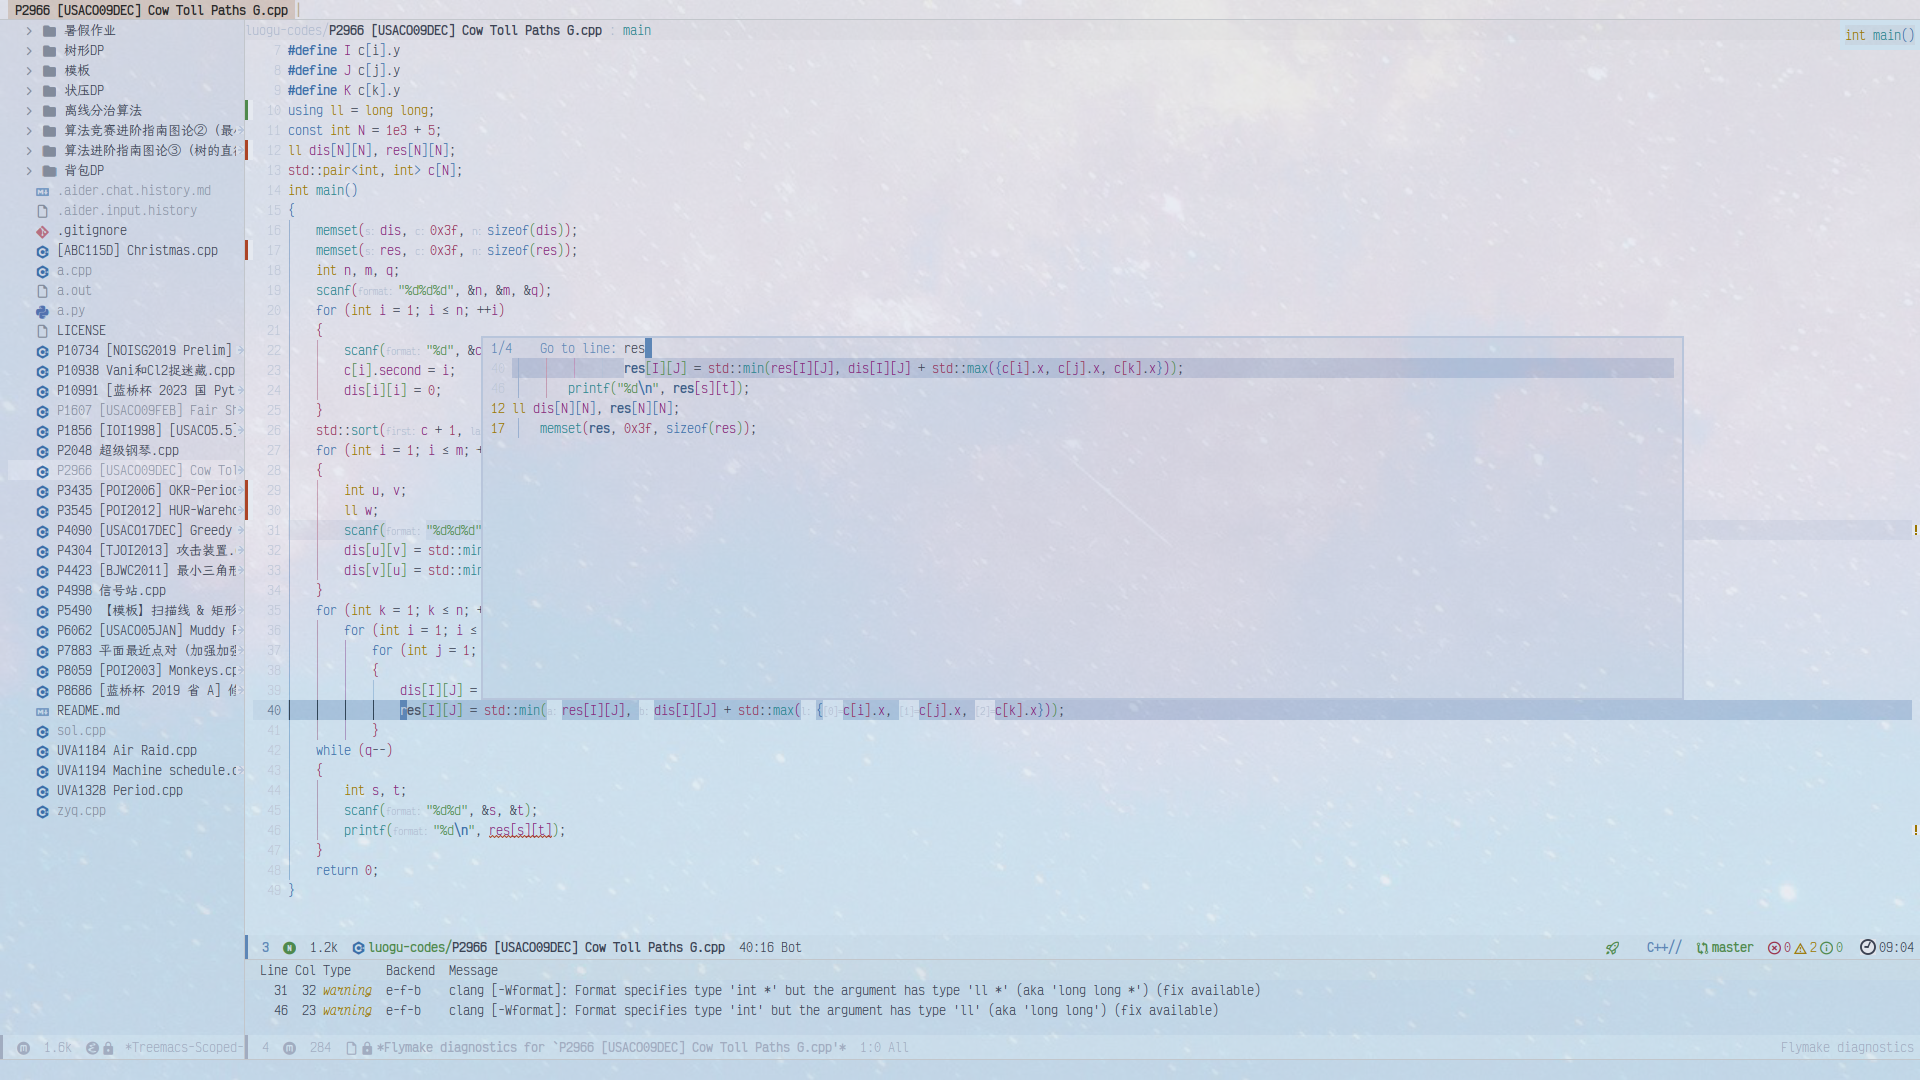 P2966 [USACO09DEC] Cow Toll Paths G.cpp
暑假作业
树形DP
模板
状压DP
离线分治算法
算法竞赛进阶指南图论②（最
算法进阶指南图论③（树的直
背包DP
.aider.chat.history.md
.aider.input.history
.gitignore
[ABC115D] Christmas.cpp
a.cpp
a.out
a.py
LICENSE
P10734 [NOISG2019 Prelim]
P10938 Vani和Cl2捉迷藏.cpp
P10991 [蓝桥杯 2023 国 Pyt
P1607 [USACO09FEB] Fair Sh
P1856 [IOI1998] [USACO5.5]
P2048 超级钢琴.cpp
P2966 [USACO09DEC] Cow Tol
P3435 [POI2006] OKR-Period
P3545 [POI2012] HUR-Wareho
P4090 [USACO17DEC] Greedy
P4304 [TJOI2013] 攻击装置.
P4423 [BJWC2011] 最小三角形
P4998 信号站.cpp
P5490 【模板】扫描线 & 矩形
P6062 [USACO05JAN] Muddy F
P7883 平面最近点对（加强加强
P8059 [POI2003] Monkeys.cp
P8686 [蓝桥杯 2019 省 A] 修
README.md
sol.cpp
UVA1184 Air Raid.cpp
UVA1194 Machine schedule.c
UVA1328 Period.cpp
zyq.cpp
luogu-codes/P2966 [USACO09DEC] Cow Toll Paths G.cpp : main
int main()
7 #define I c[i].y
8 #define J c[j].y
9 #define K c[k].y
10 using ll = long long;
11 const int N = 1e3 + 5;
12 ll dis[N][N], res[N][N];
13 std::pair<int, int> c[N];
14 int main()
15 {
16 memset(s: dis, c: 0x3f, n: sizeof(dis));
17 memset(s: res, c: 0x3f, n: sizeof(res));
18 int n, m, q;
19 scanf(format: "%d%d%d", &n, &m, &q);
20 for (int i = 1; i ≤ n; ++i)
21 {
22 scanf(format: "%d", &c
23 c[i].second = i;
24 dis[i][i] = 0;
25 }
26 std::sort(first: c + 1, la
27 for (int i = 1; i ≤ m; +
28 {
29 int u, v;
30 ll w;
31 scanf(format: "%d%d%d"
32 dis[u][v] = std::min
33 dis[v][u] = std::min
34 }
35 for (int k = 1; k ≤ n; +
36 for (int i = 1; i ≤
37 for (int j = 1;
38 {
39 dis[I][J] =
40 res[I][J] = std::min(a: res[I][J], b: dis[I][J] + std::max(l: {[0]=c[i].x, [1]=c[j].x, [2]=c[k].x}));
41 }
42 while (q--)
43 {
44 int s, t;
45 scanf(format: "%d%d", &s, &t);
46 printf(format: "%d\n", res[s][t]);
47 }
48 return 0;
49 }
1/4 Go to line: res
40 res[I][J] = std::min(res[I][J], dis[I][J] + std::max({c[i].x, c[j].x, c[k].x}));
46 printf("%d\n", res[s][t]);
12 ll dis[N][N], res[N][N];
17 memset(res, 0x3f, sizeof(res));
3 N 1.2k luogu-codes/P2966 [USACO09DEC] Cow Toll Paths G.cpp 40:16 Bot
C++// master 0 2 0 09:04
Line Col Type Backend Message
31 32 warning e-f-b clang [-Wformat]: Format specifies type 'int *' but the argument has type 'll *' (aka 'long long *') (fix available)
46 23 warning e-f-b clang [-Wformat]: Format specifies type 'int' but the argument has type 'll' (aka 'long long') (fix available)
1.6k *Treemacs-Scoped-
4 284 *Flymake diagnostics for `P2966 [USACO09DEC] Cow Toll Paths G.cpp'* 1:0 All
Flymake diagnostics